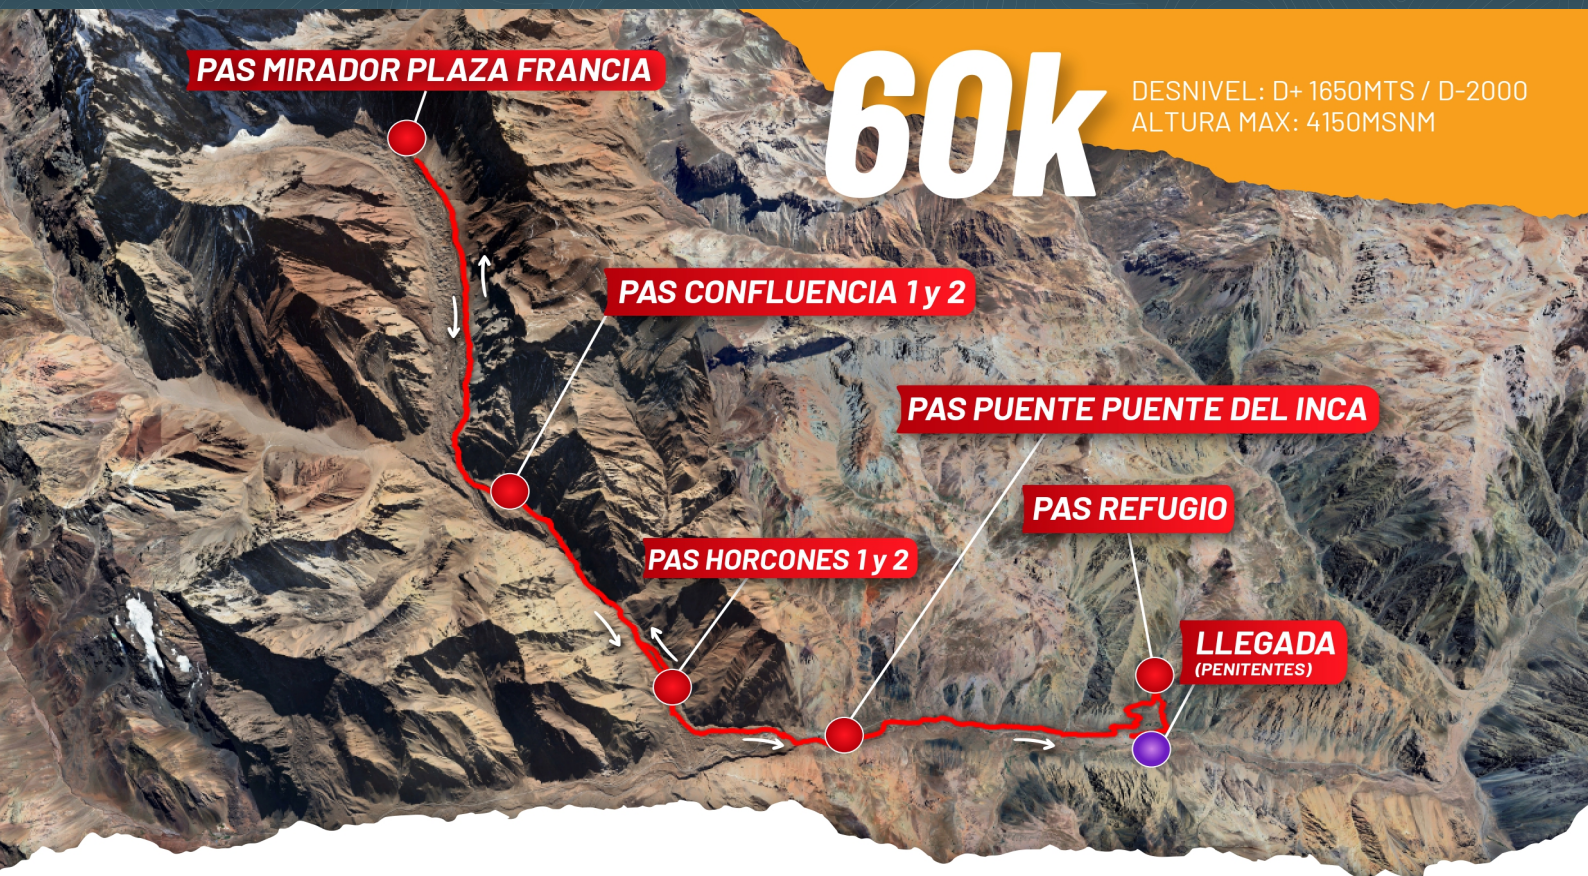 PAS MIRADOR PLAZA FRANCIA
60k
DESNIVEL: D+ 1650MTS / D-2000
ALTURA MAX: 4150MSNM
PAS CONFLUENCIA 1 y 2
PAS PUENTE PUENTE DEL INCA
PAS REFUGIO
PAS HORCONES 1 y 2
LLEGADA
(PENITENTES)